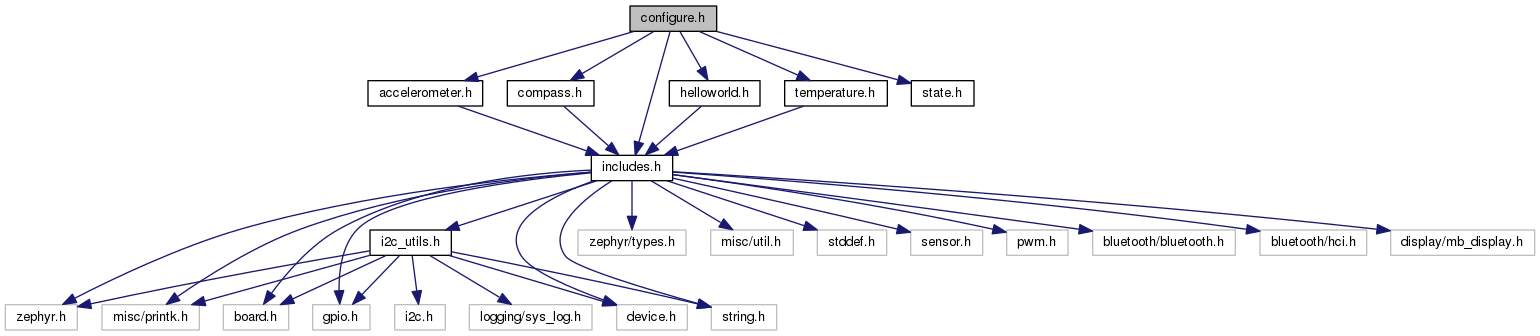 configure.h
accelerometer.h
compass.h
helloworld.h
temperature.h
state.h
includes.h
i2c_utils.h
zephyr/types.h
misc/util.h
stddef.h
sensor.h
pwm.h
bluetooth/bluetooth.h
bluetooth/hci.h
display/mb_display.h
zephyr.h
misc/printk.h
board.h
gpio.h
i2c.h
logging/sys_log.h
device.h
string.h